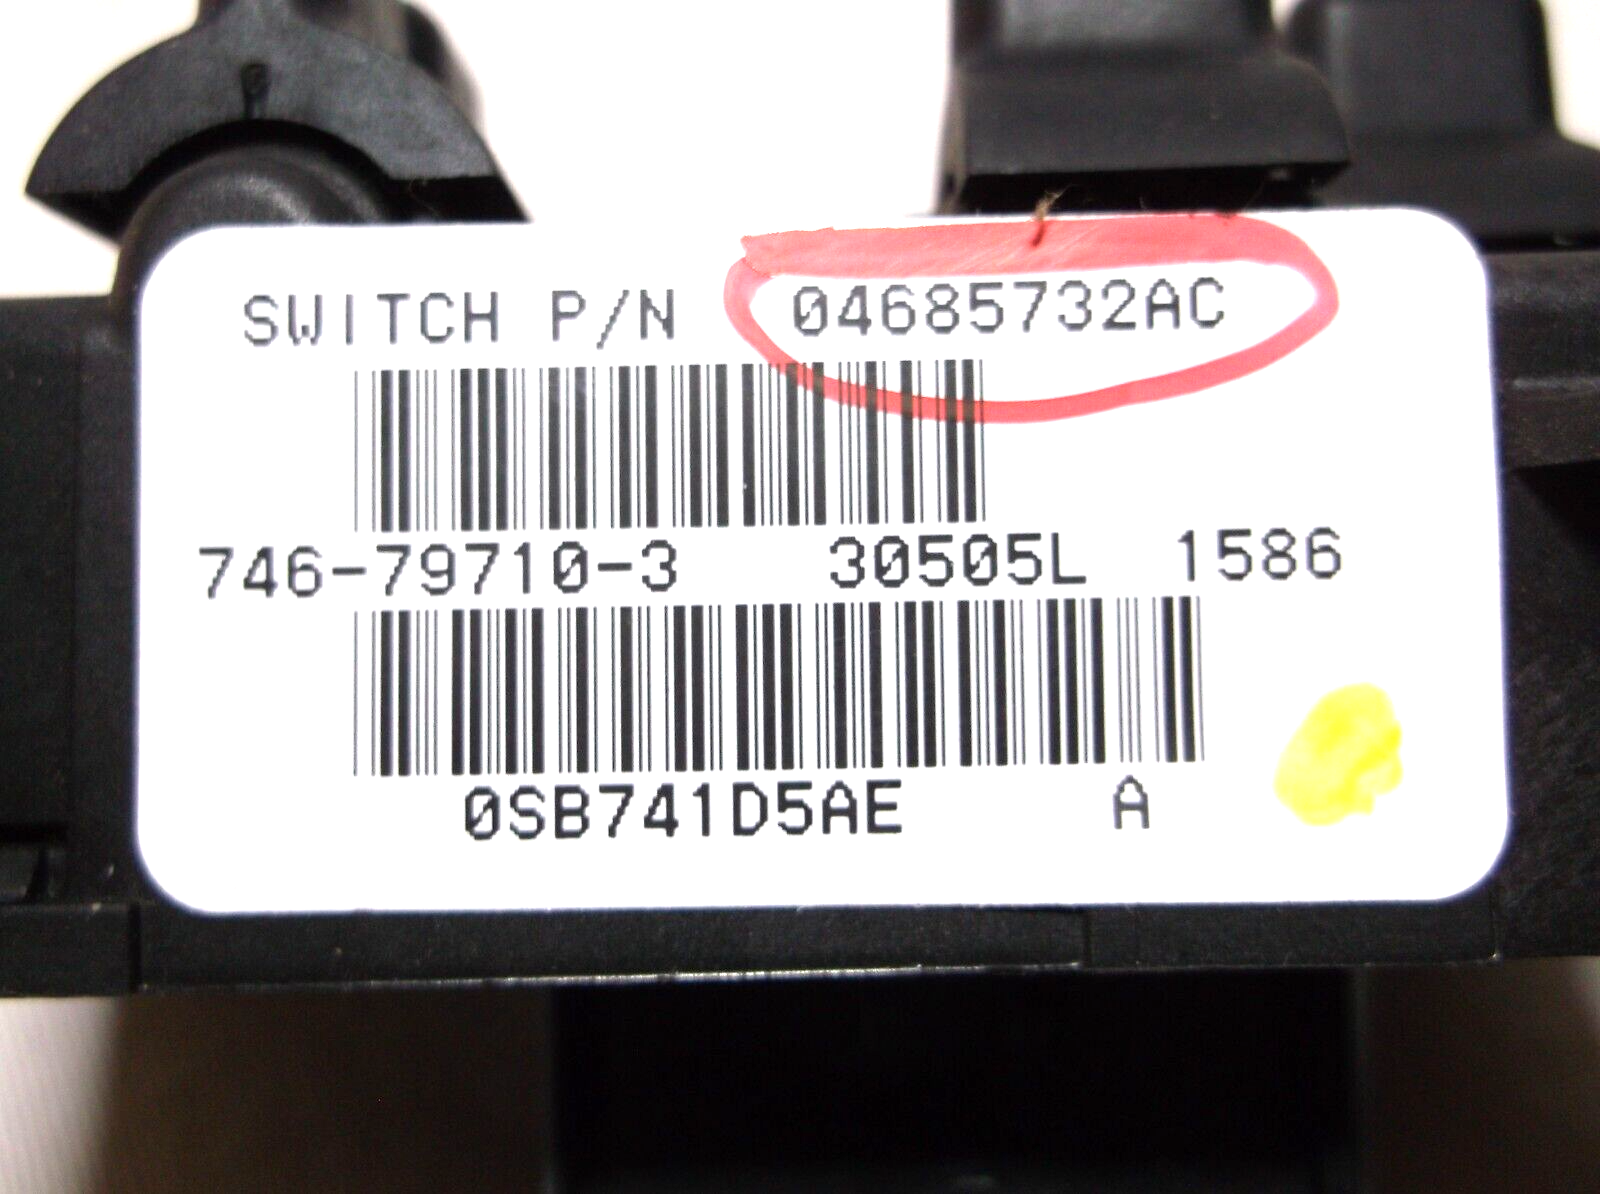 SWITCH P/N 04685732AC
746-79710-3 30505L 1586
0SB741D5AE A